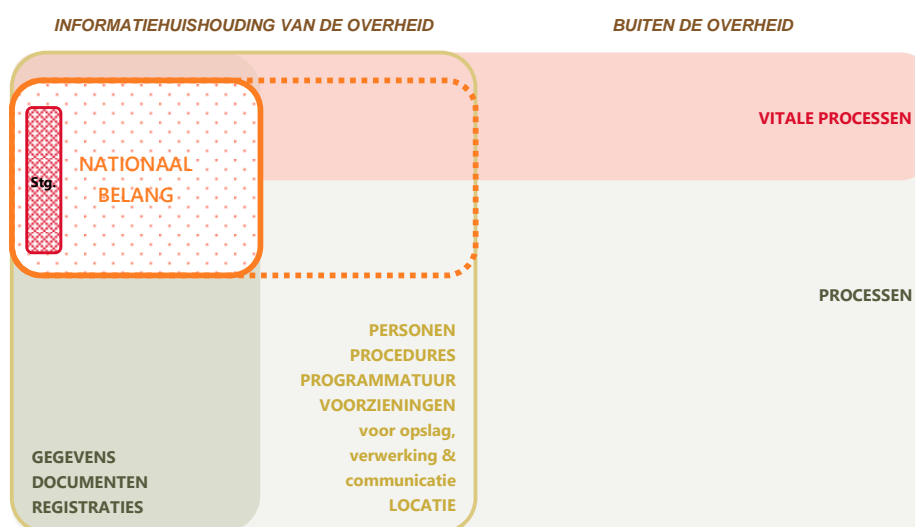 INFORMATIEHUISHOUDING VAN DE OVERHEID
BUITEN DE OVERHEID
VITALE PROCESSEN
NATIONAAL
BELANG
Stg.
PROCESSEN
PERSONEN
PROCEDURES
PROGRAMMATUUR
VOORZIENINGEN
voor opslag,
verwerking &
communicatie
LOCATIE
GEGEVENS
DOCUMENTEN
REGISTRATIES